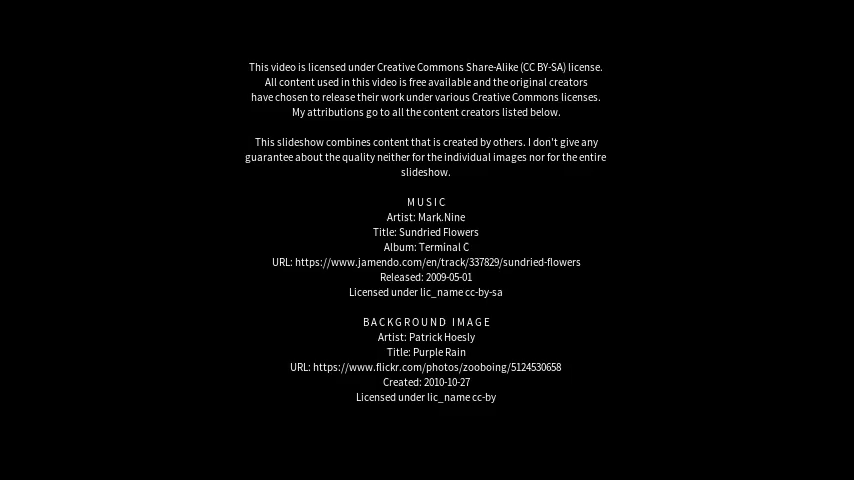 This video is licensed under Creative Commons Share-Alike (CC BY-SA) license.
All content used in this video is free available and the original creators
have chosen to release their work under various Creative Commons licenses.
My attributions go to all the content creators listed below.
This slideshow combines content that is created by others. I don't give any
guarantee about the quality neither for the individual images nor for the entire
slideshow.
MUSIC
Artist: Mark.Nine
Title: Sundried Flowers
Album: Terminal C
URL: https://www.jamendo.com/en/track/337829/sundried-flowers
Released: 2009-05-01
Licensed under lic_name cc-by-sa
BACKGROUND IMAGE
Artist: Patrick Hoesly
Title: Purple Rain
URL: https://www.flickr.com/photos/zooboing/5124530658
Created: 2010-10-27
Licensed under lic_name cc-by